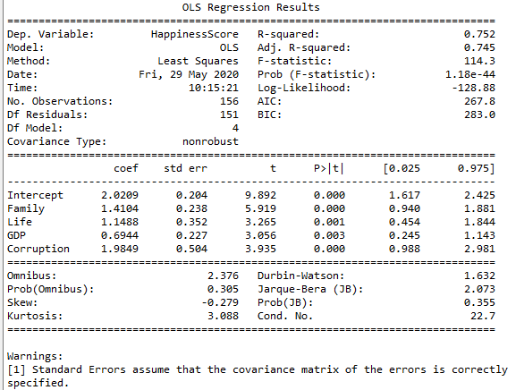 OLS Regression Results
==============================================================================
Dep. Variable: HappinessScore R-squared: 0.752
Model: OLS Adj. R-squared: 0.745
Method: Least Squares F-statistic: 114.3
Date: Fri, 29 May 2020 Prob (F-statistic): 1.18e-44
Time: 10:15:21 Log-Likelihood: -128.88
No. Observations: 156 AIC: 267.8
Df Residuals: 151 BIC: 283.0
Df Model: 4
Covariance Type: nonrobust
==============================================================================
coef std err t P>|t| [0.025 0.975]
------------------------------------------------------------------------------
Intercept 2.0209 0.204 9.892 0.000 1.617 2.425
Family 1.4104 0.238 5.919 0.000 0.940 1.881
Life 1.1488 0.352 3.265 0.001 0.454 1.844
GDP 0.6944 0.227 3.056 0.003 0.245 1.143
Corruption 1.9849 0.504 3.935 0.000 0.988 2.981
==============================================================================
Omnibus: 2.376 Durbin-Watson: 1.632
Prob(Omnibus): 0.305 Jarque-Bera (JB): 2.073
Skew: -0.279 Prob(JB): 0.355
Kurtosis: 3.088 Cond. No. 22.7
==============================================================================
Warnings:
[1] Standard Errors assume that the covariance matrix of the errors is correctly
specified.